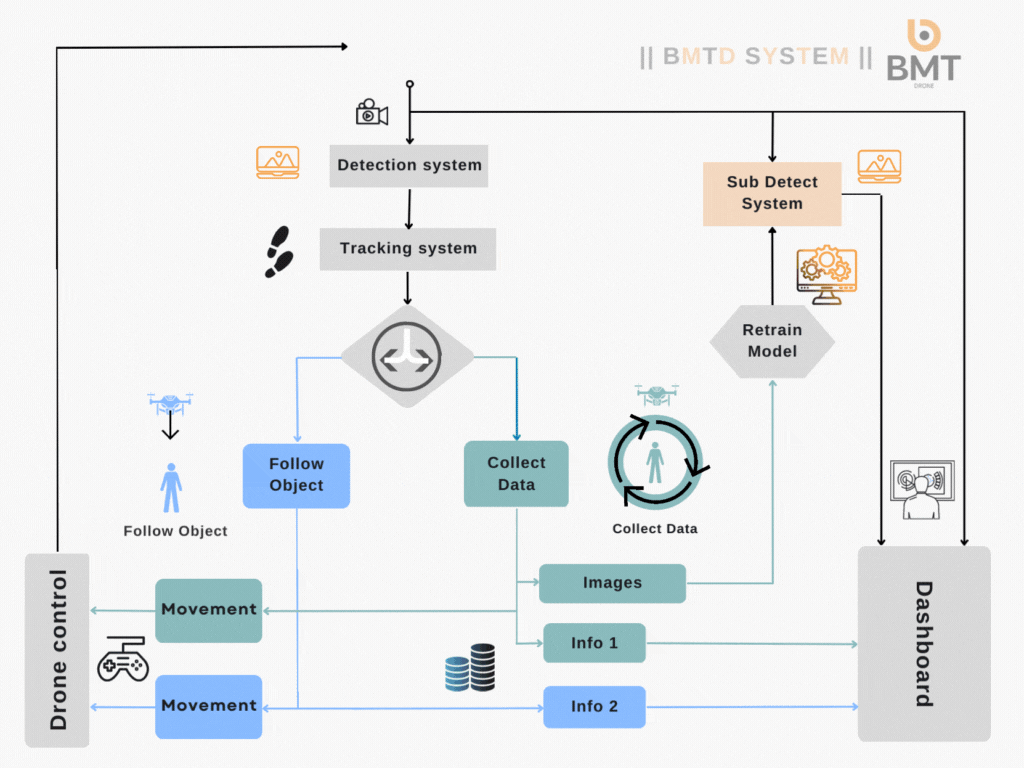 || BMTD SYSTEM ||
BMT
DRONE
Detection system
Sub Detect
System
Tracking system
Retrain
Model
Follow
Object
Collect
Data
Follow Object
Collect Data
Images
Movement
Info 1
Movement
Info 2
Drone control
Dashboard